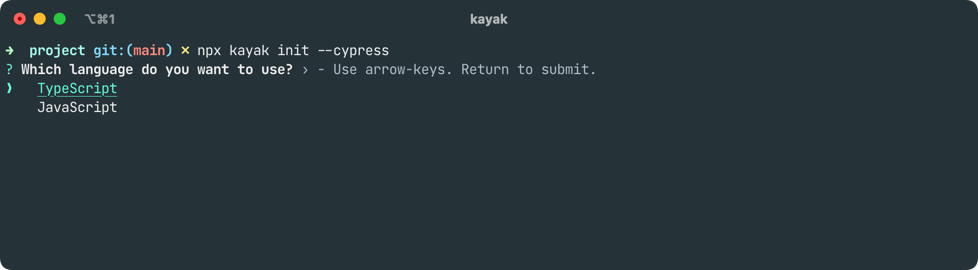 ⌥⌘1 kayak
➜ project git:(main) ✗ npx kayak init --cypress
? Which language do you want to use? › - Use arrow-keys. Return to submit.
❯ TypeScript
JavaScript